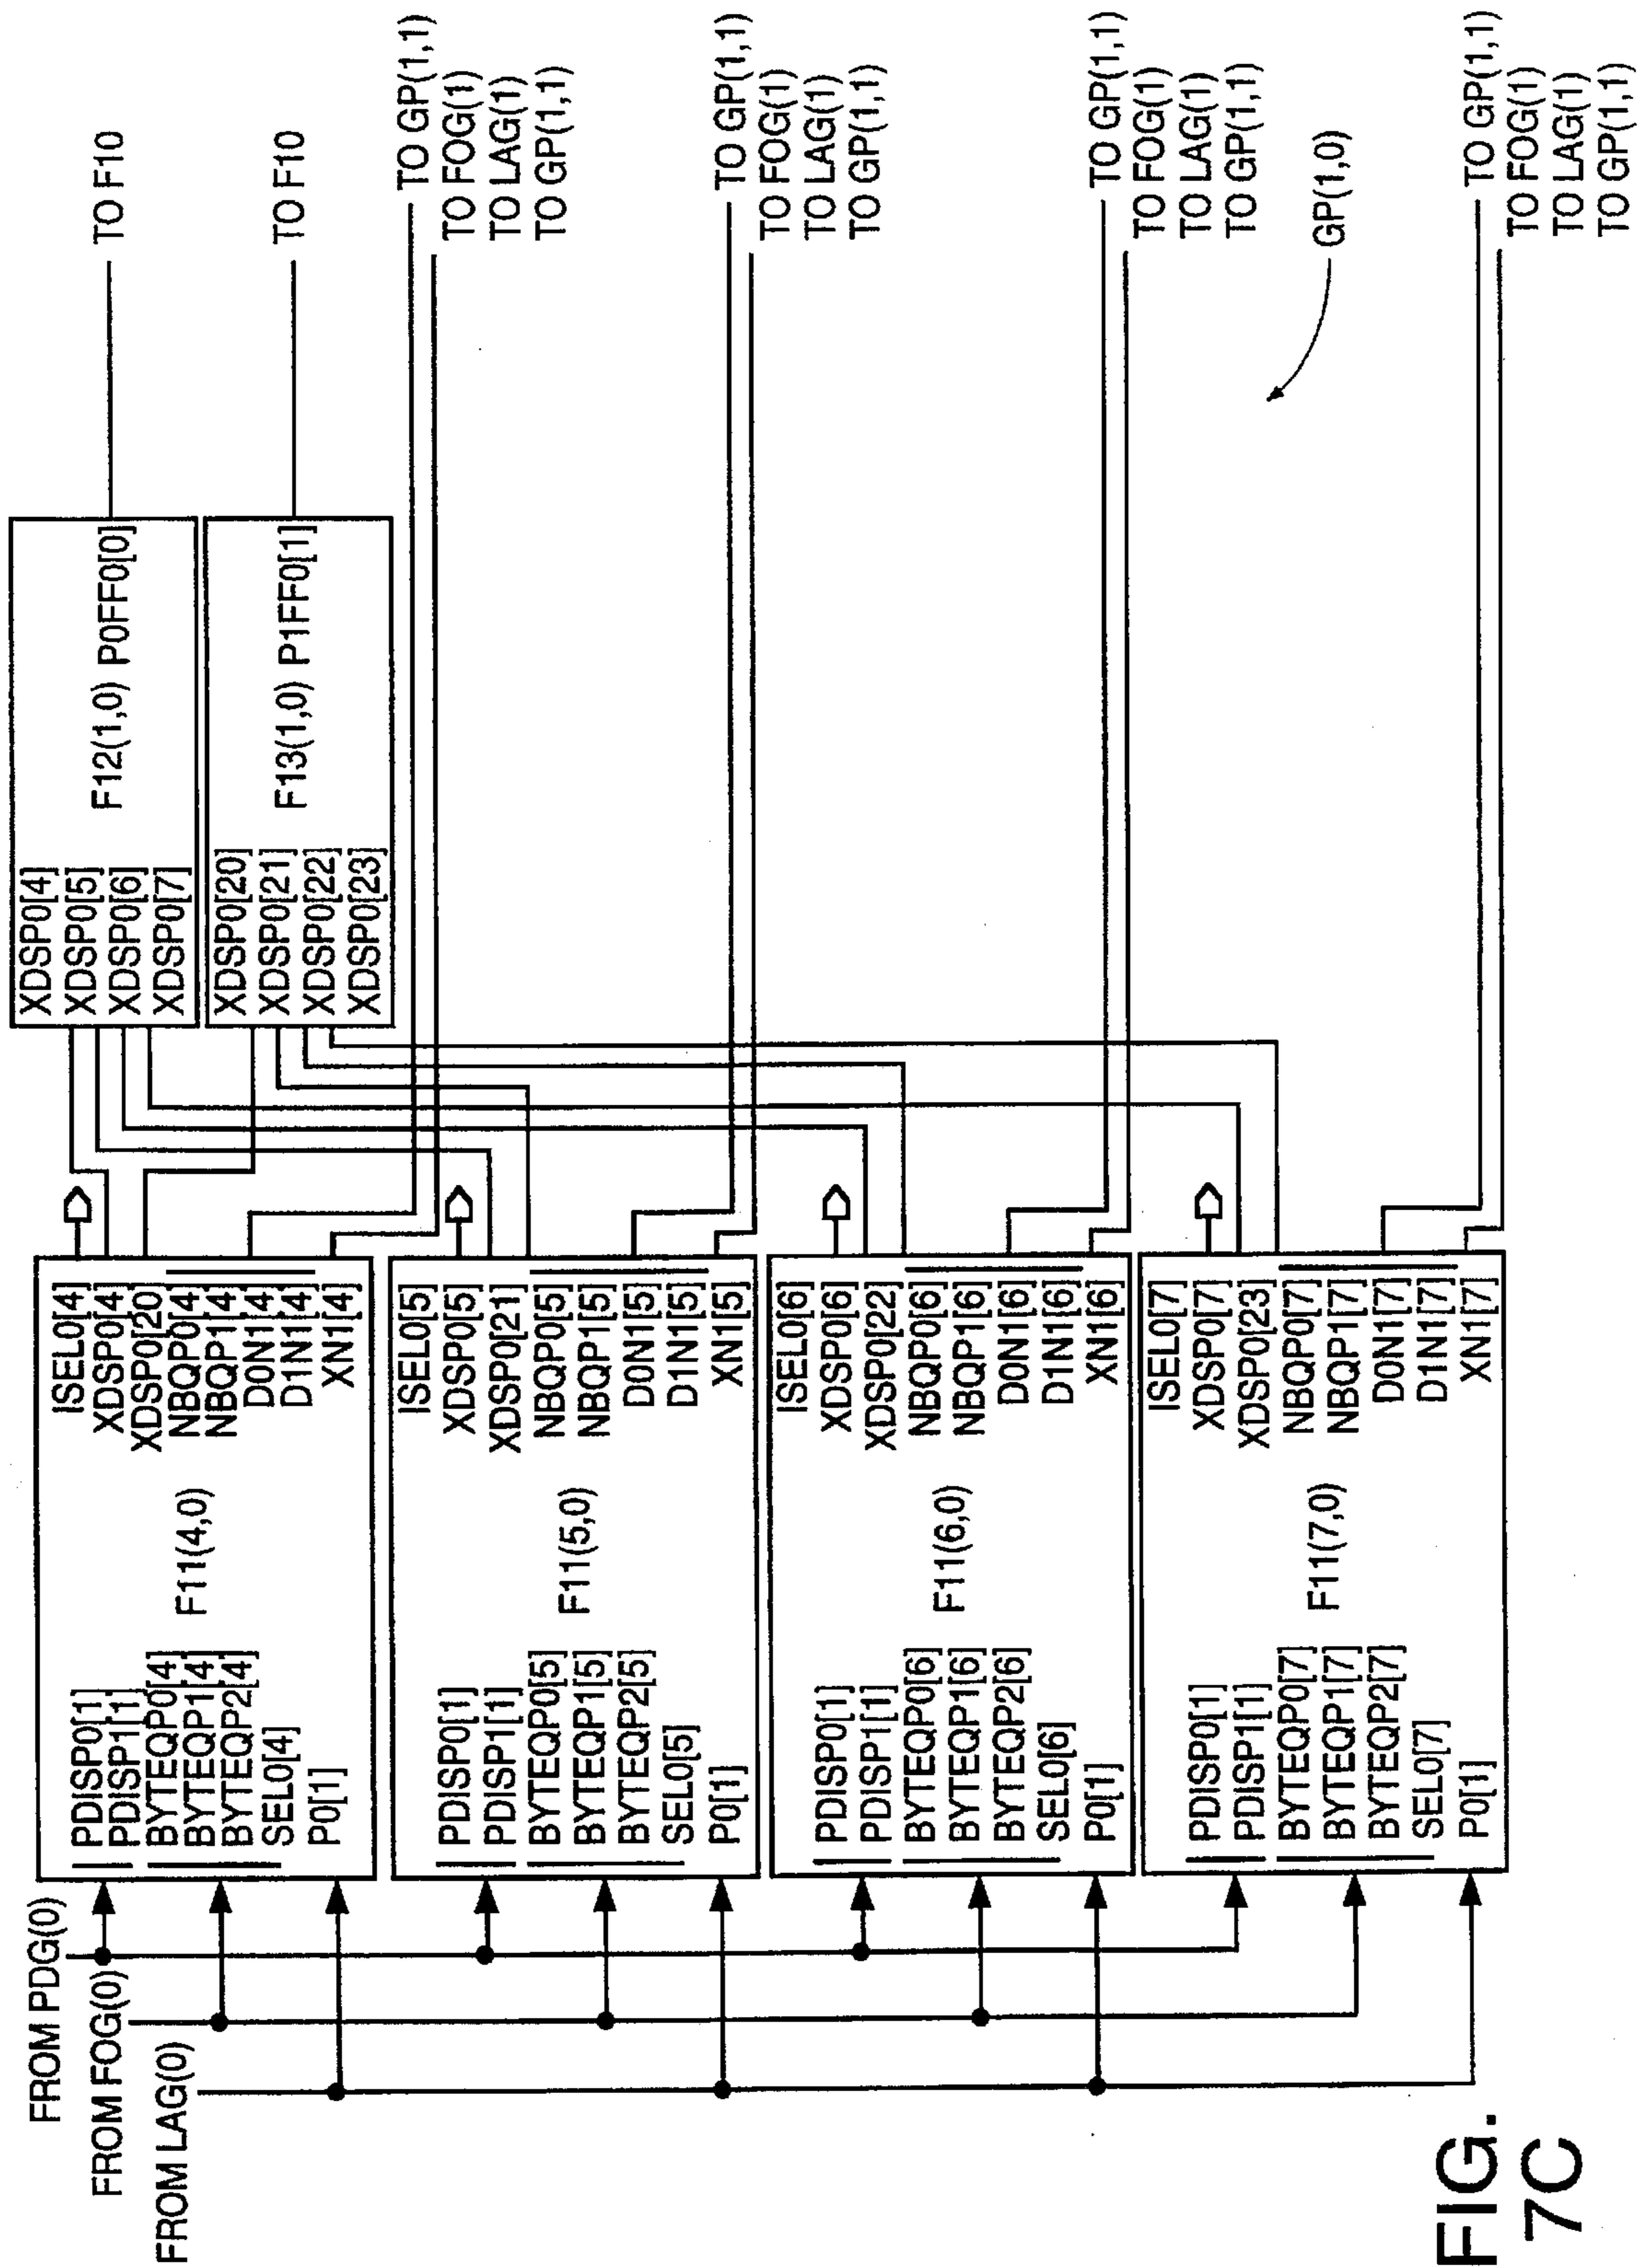 FROM PDG(0)
FROM FOG(0)
FROM LAG(0)
PDISP0[1]
PDISP1[1]
BYTEQP0[4]
BYTEQP1[4]
BYTEQP2[4]
SEL0[4]
P0[1]
F11(4,0)
ISEL0[4]
XDSP0[4]
XDSP0[20]
NBQP0[4]
NBQP1[4]
D0N1[4]
D1N1[4]
XN1[4]
PDISP0[1]
PDISP1[1]
BYTEQP0[5]
BYTEQP1[5]
BYTEQP2[5]
SEL0[5]
P0[1]
F11(5,0)
ISEL0[5]
XDSP0[5]
XDSP0[21]
NBQP0[5]
NBQP1[5]
D0N1[5]
D1N1[5]
XN1[5]
PDISP0[1]
PDISP1[1]
BYTEQP0[6]
BYTEQP1[6]
BYTEQP2[6]
SEL0[6]
P0[1]
F11(6,0)
ISEL0[6]
XDSP0[6]
XDSP0[22]
NBQP0[6]
NBQP1[6]
D0N1[6]
D1N1[6]
XN1[6]
PDISP0[1]
PDISP1[1]
BYTEQP0[7]
BYTEQP1[7]
BYTEQP2[7]
SEL0[7]
P0[1]
F11(7,0)
ISEL0[7]
XDSP0[7]
XDSP0[23]
NBQP0[7]
NBQP1[7]
D0N1[7]
D1N1[7]
XN1[7]
XDSP0[4]
XDSP0[5]
XDSP0[6]
XDSP0[7]
F12(1,0) P0FF0[0]
TO F10
XDSP0[20]
XDSP0[21]
XDSP0[22]
XDSP0[23]
F13(1,0) P1FF0[1]
TO F10
TO GP(1,1)
TO FOG(1)
TO LAG(1)
TO GP(1,1)
TO GP(1,1)
TO FOG(1)
TO LAG(1)
TO GP(1,1)
TO GP(1,1)
TO FOG(1)
TO LAG(1)
TO GP(1,1)
GP(1,0)
TO GP(1,1)
TO FOG(1)
TO LAG(1)
TO GP(1,1)
FIG.
7C